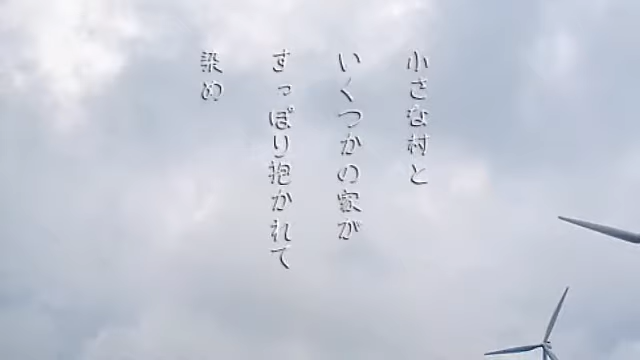 小さな村と
いくつかの家が
すっぽり抱かれて
染め